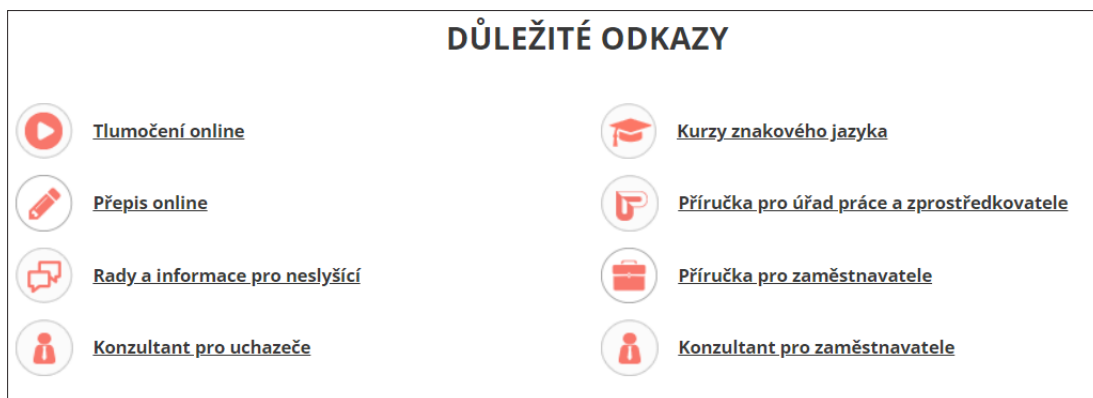 DŮLEŽITÉ ODKAZY
Tlumočení online
Kurzy znakového jazyka
Přepis online
Příručka pro úřad práce a zprostředkovatele
Rady a informace pro neslyšící
Příručka pro zaměstnavatele
Konzultant pro uchazeče
Konzultant pro zaměstnavatele